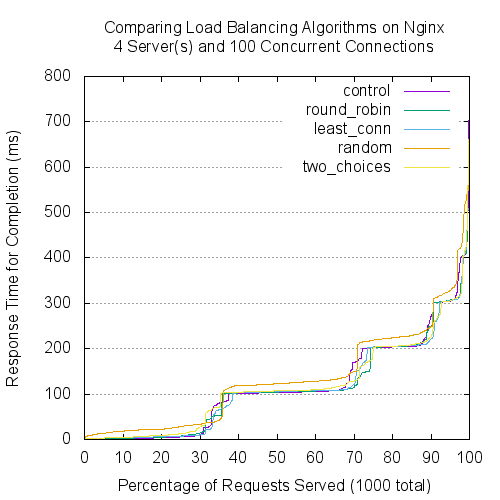 Comparing Load Balancing Algorithms on Nginx
4 Server(s) and 100 Concurrent Connections
800
700
600
500
400
300
200
100
0
Response Time for Completion (ms)
control
round_robin
least_conn
random
two_choices
0 10 20 30 40 50 60 70 80 90 100
Percentage of Requests Served (1000 total)